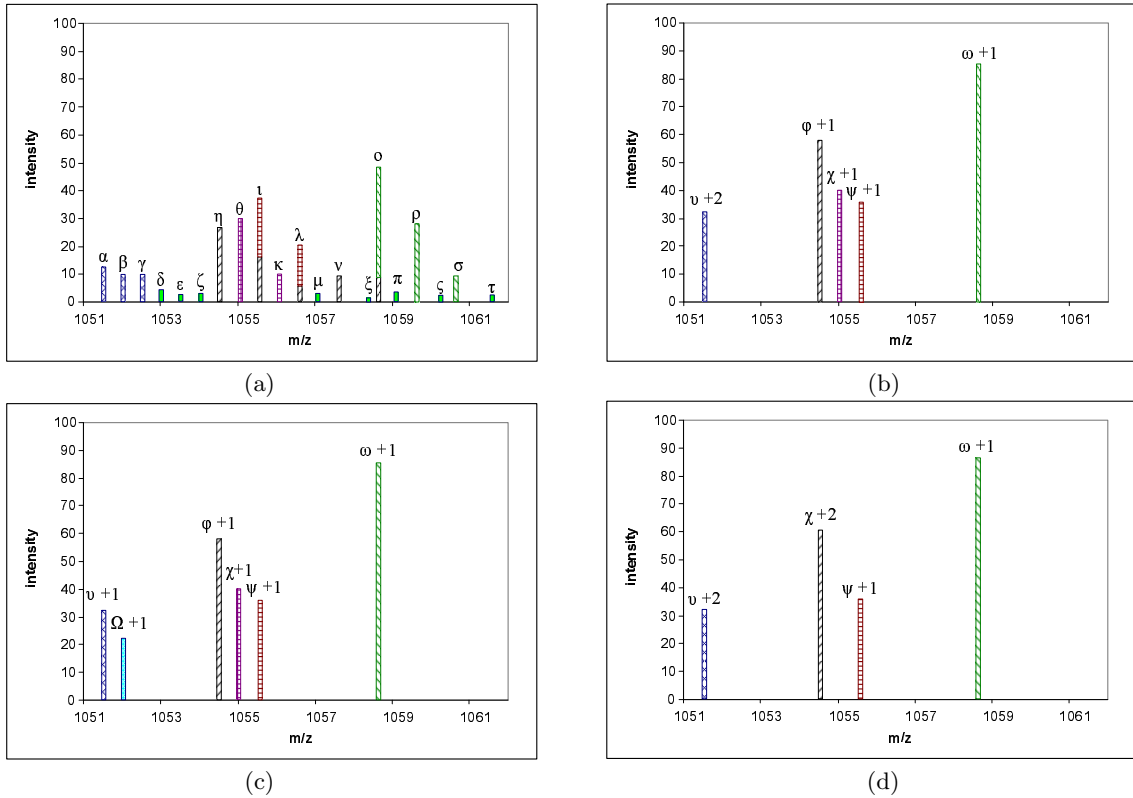 100
90
80
70
60
50
40
30
20
10
0
intensity
α
β
γ
δ
ε
ζ
η
θ
ι
κ
λ
μ
ν
ξ
ο
π
ρ
ς
σ
τ
1051 1053 1055 1057 1059 1061
m/z
(a)
100
90
80
70
60
50
40
30
20
10
0
intensity
υ +2
φ +1
χ +1
ψ +1
ω +1
1051 1053 1055 1057 1059 1061
m/z
(b)
100
90
80
70
60
50
40
30
20
10
0
intensity
υ +1
Ω +1
φ +1
χ+1
ψ +1
ω +1
1051 1053 1055 1057 1059 1061
m/z
(c)
100
90
80
70
60
50
40
30
20
10
0
intensity
υ +2
χ +2
ψ +1
ω +1
1051 1053 1055 1057 1059 1061
m/z
(d)